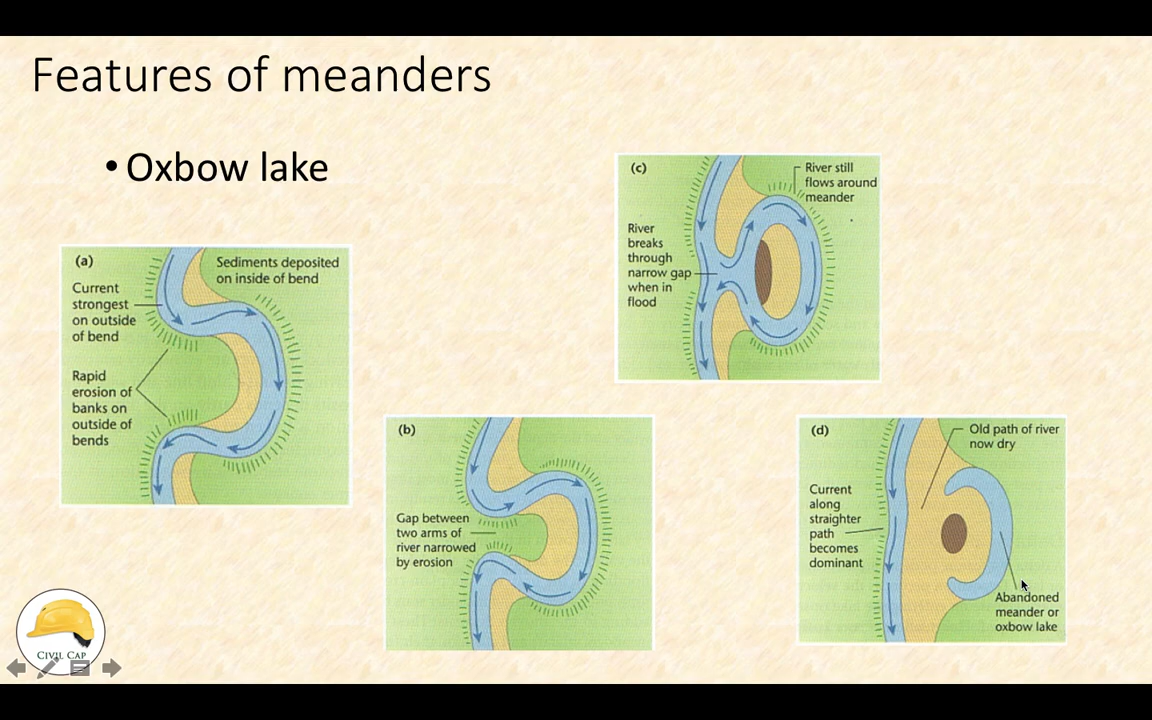 Features of meanders
• Oxbow lake
(a)
Sediments deposited
on inside of bend
Current
strongest
on outside
of bend
Rapid
erosion of
banks on
outside of
bends
(b)
Gap between
two arms of
river narrowed
by erosion
(c)
River still
flows around
meander
River
breaks
through
narrow gap
when in
flood
(d)
Old path of river
now dry
Current
along
straighter
path
becomes
dominant
Abandoned
meander or
oxbow lake
CIVIL CAP